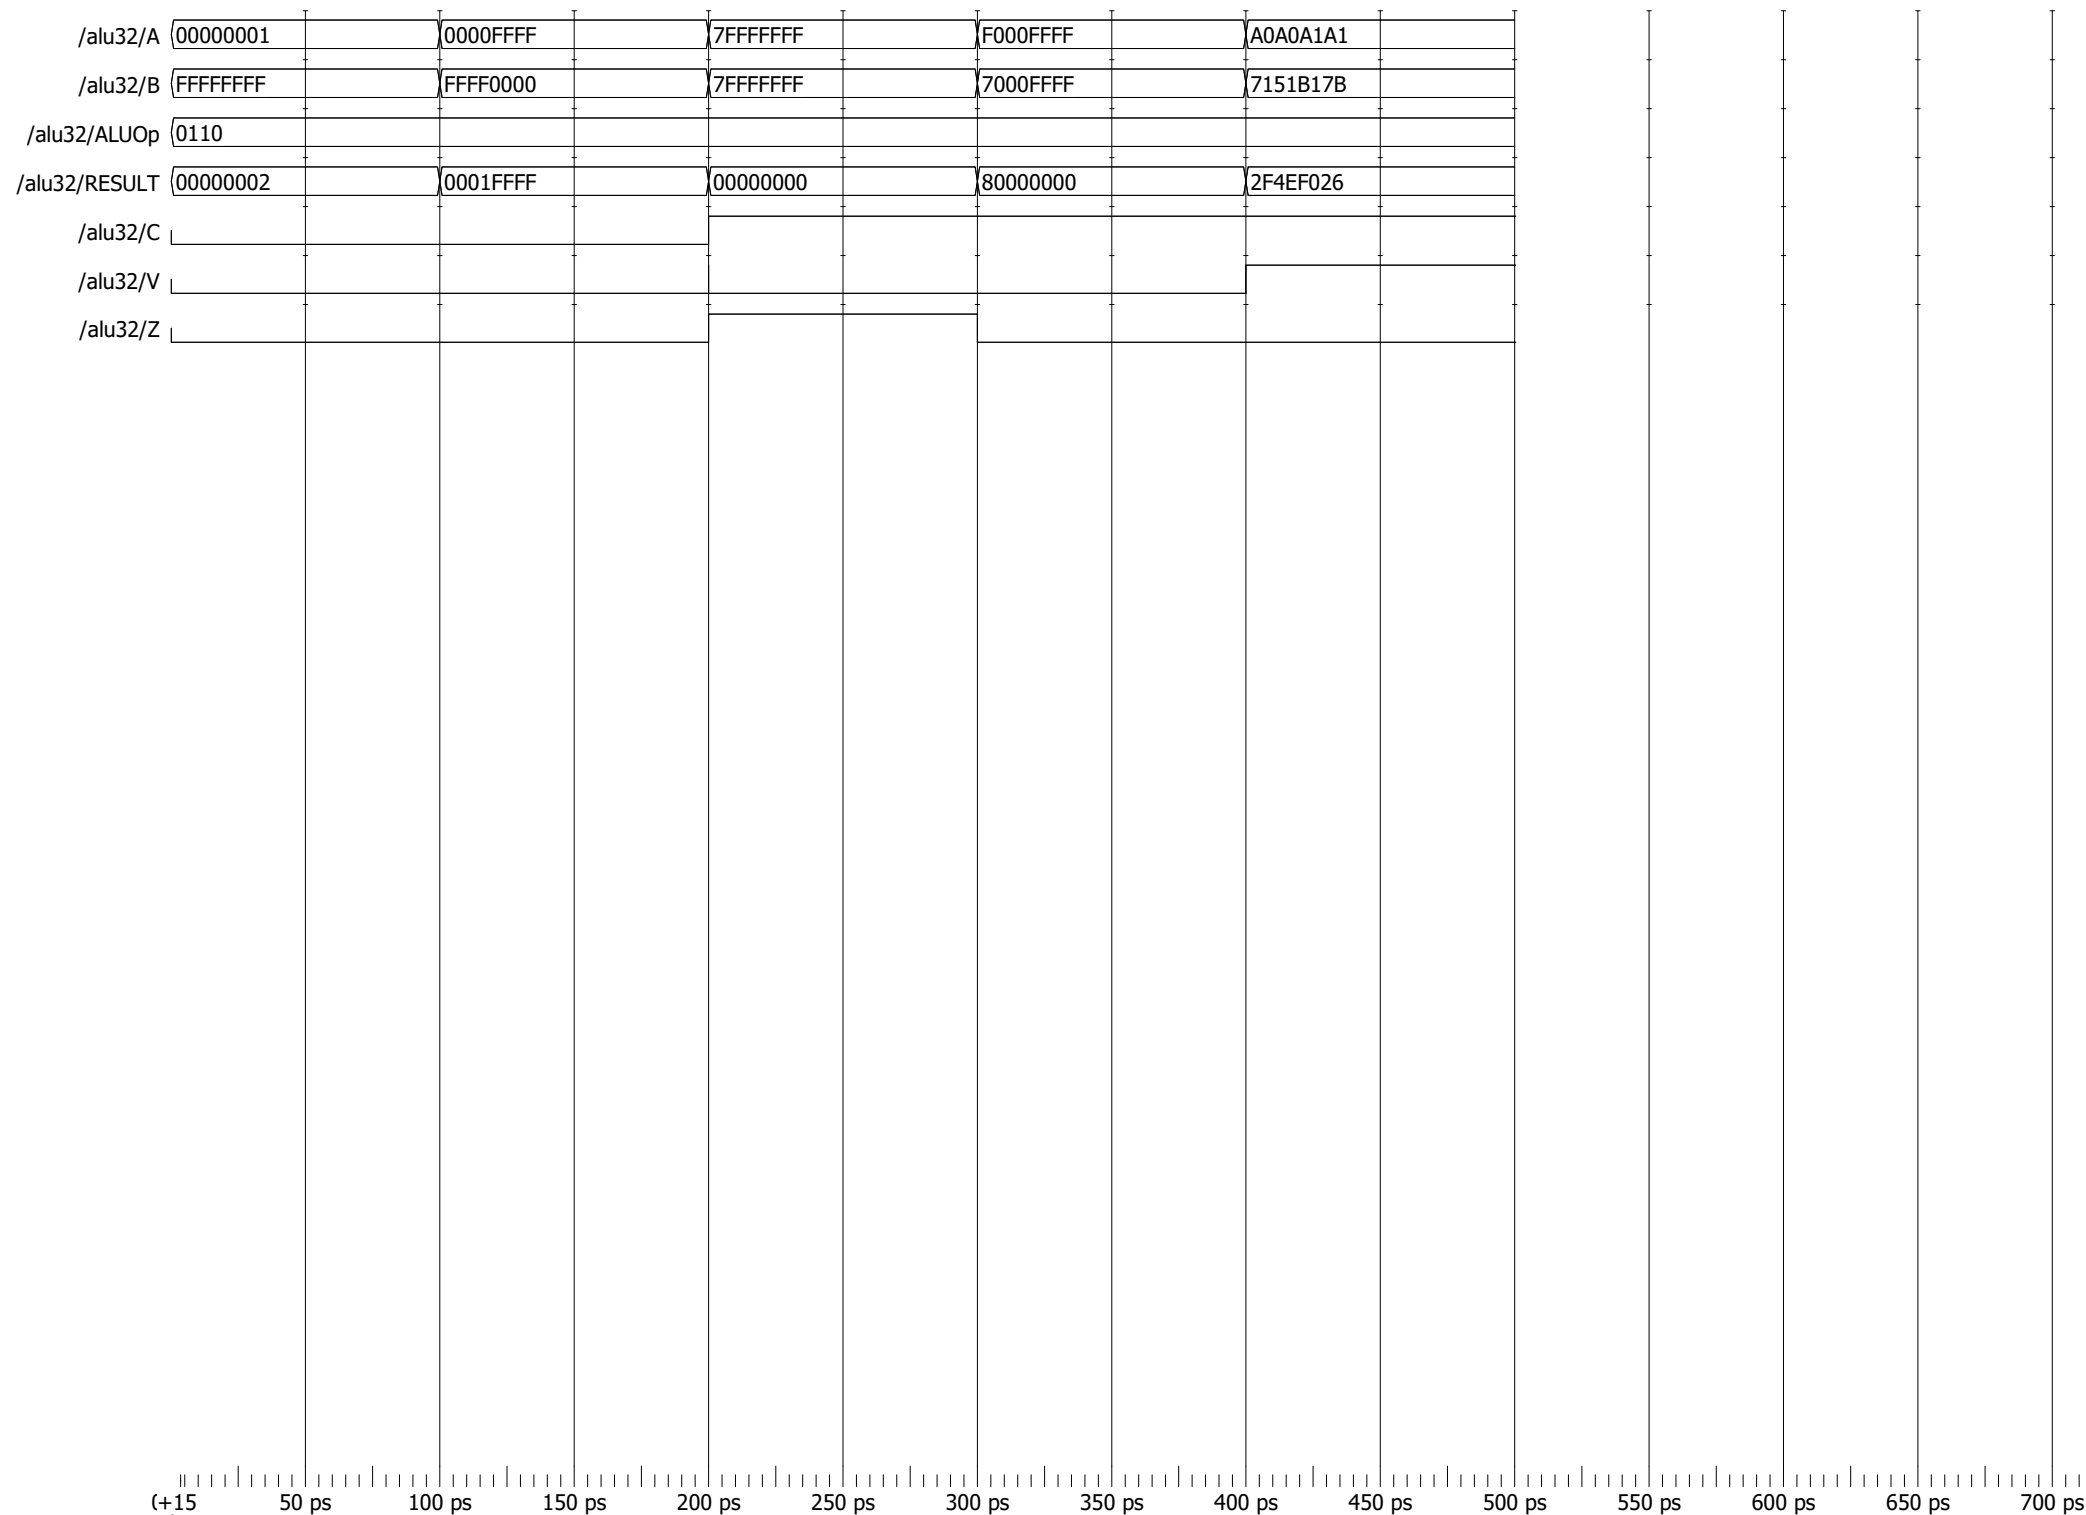 /alu32/A 00000001 0000FFFF 7FFFFFFF F000FFFF A0A0A1A1
/alu32/B FFFFFFFF FFFF0000 7FFFFFFF 7000FFFF 7151B17B
/alu32/ALUOp 0110
/alu32/RESULT 00000002 0001FFFF 00000000 80000000 2F4EF026
/alu32/C
/alu32/V
/alu32/Z
(+15 50 ps 100 ps 150 ps 200 ps 250 ps 300 ps 350 ps 400 ps 450 ps 500 ps 550 ps 600 ps 650 ps 700 ps